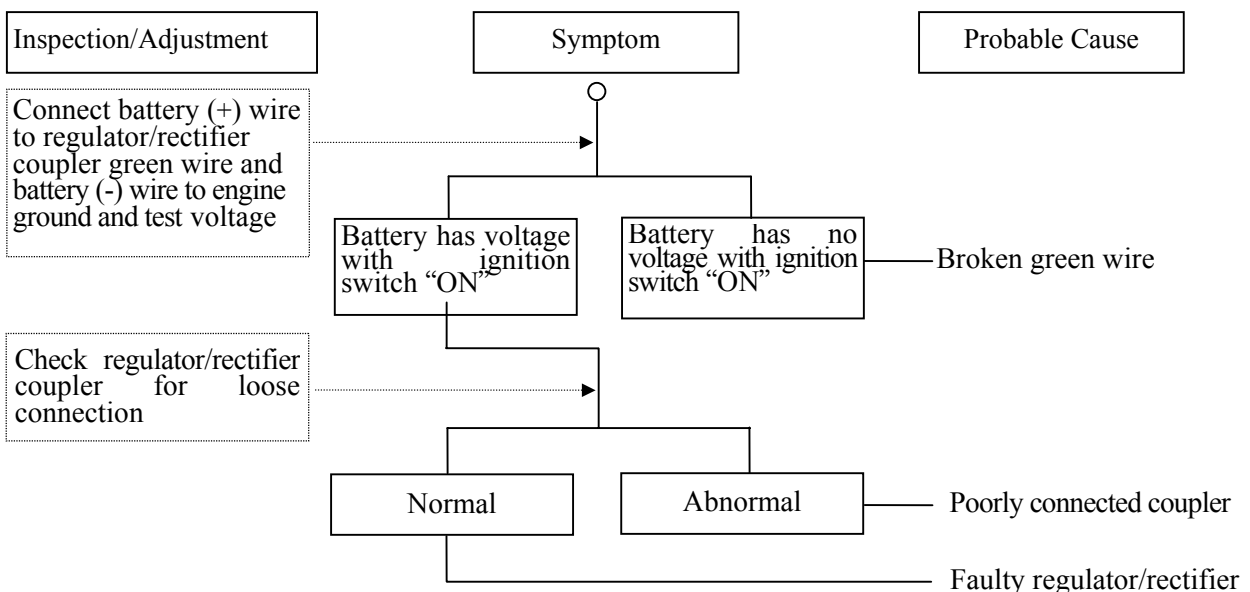 Inspection/Adjustment
Symptom
Probable Cause
Connect battery (+) wire
to regulator/rectifier
coupler green wire and
battery (-) wire to engine
ground and test voltage
Battery has voltage
with ignition
switch “ON”
Battery has no
voltage with ignition
switch “ON”
Broken green wire
Check regulator/rectifier
coupler for loose
connection
Normal
Abnormal
Poorly connected coupler
Faulty regulator/rectifier